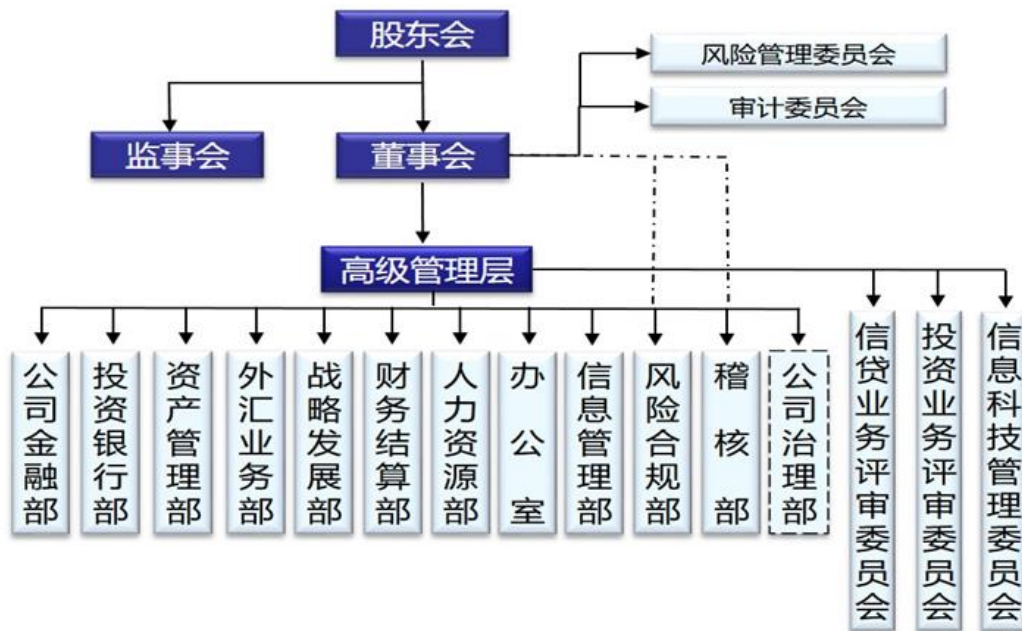 股东会
风险管理委员会
审计委员会
监事会
董事会
高级管理层
公司金融部
投资银行部
资产管理部
外汇业务部
战略发展部
财务结算部
人力资源部
办公室
信息管理部
风险合规部
稽核部
公司治理部
信贷业务评审委员会
投资业务评审委员会
信息科技管理委员会